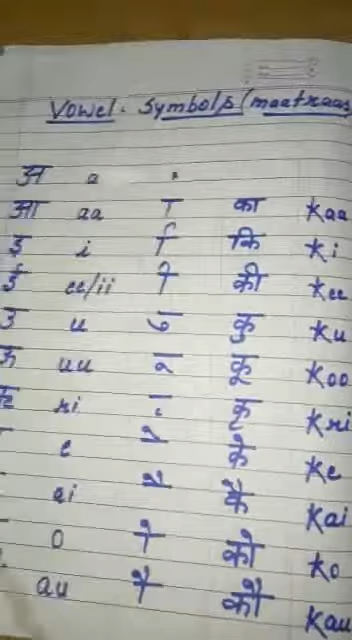 Vowel. Symbols (maatraas
अ a
आ aa ा का Kaa
इ i ि कि Ki
ई ee/ii ी की Kee
उ u ु कु Ku
ऊ uu ू कू Koo
ऋ ri ृ कृ Kri
e े के Ke
ai ै कै Kai
o ो को Ko
au ौ कौ Kau